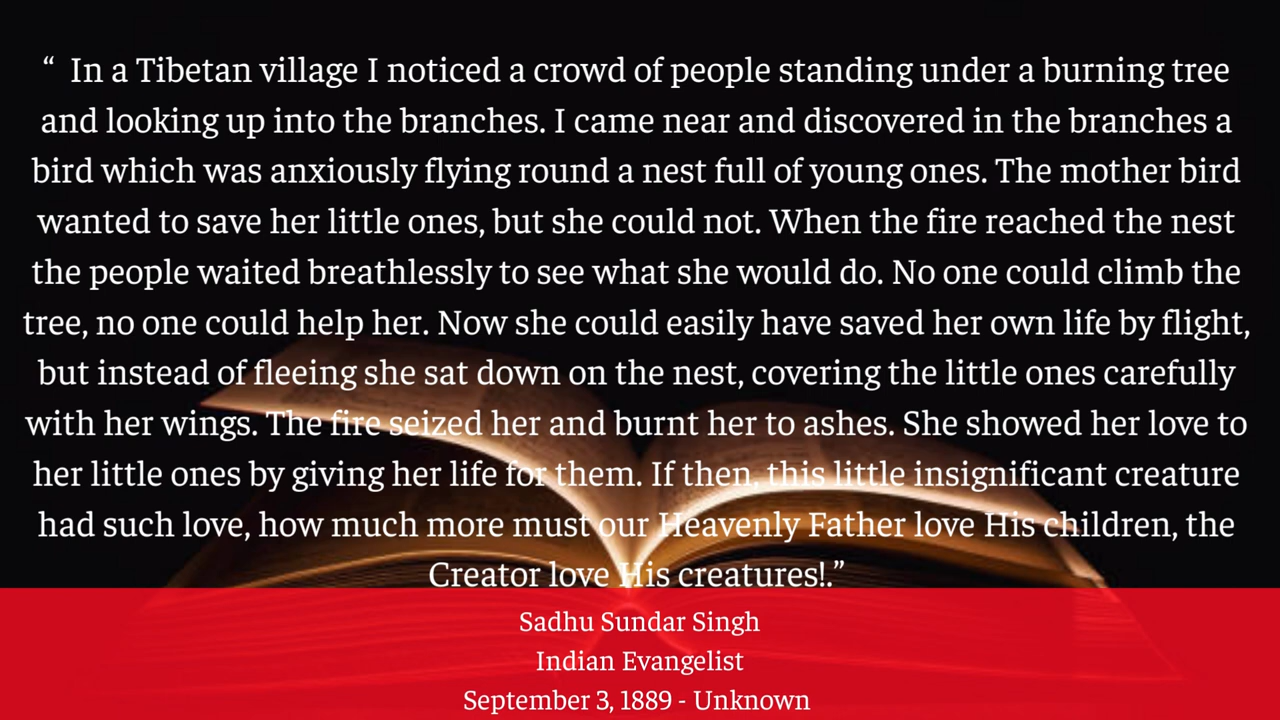 “ In a Tibetan village I noticed a crowd of people standing under a burning tree
and looking up into the branches. I came near and discovered in the branches a
bird which was anxiously flying round a nest full of young ones. The mother bird
wanted to save her little ones, but she could not. When the fire reached the nest
the people waited breathlessly to see what she would do. No one could climb the
tree, no one could help her. Now she could easily have saved her own life by flight,
but instead of fleeing she sat down on the nest, covering the little ones carefully
with her wings. The fire seized her and burnt her to ashes. She showed her love to
her little ones by giving her life for them. If then, this little insignificant creature
had such love, how much more must our Heavenly Father love His children, the
Creator love His creatures!.”
Sadhu Sundar Singh
Indian Evangelist
September 3, 1889 - Unknown